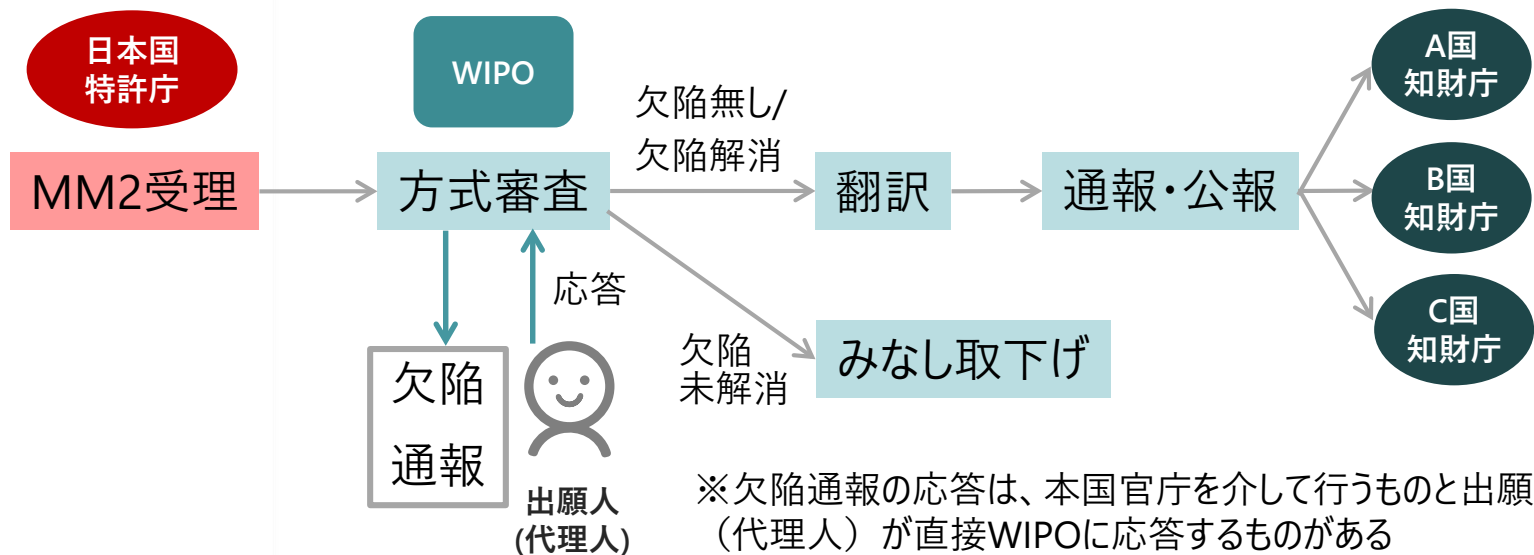 日本国
特許庁
WIPO
A国
知財庁
欠陥無し/
欠陥解消
MM2受理
方式審査
翻訳
通報・公報
B国
知財庁
応答
C国
知財庁
欠陥
未解消
みなし取下げ
欠陥
通報
出願人
(代理人)
※欠陥通報の応答は、本国官庁を介して行うものと出願
（代理人）が直接WIPOに応答するものがある